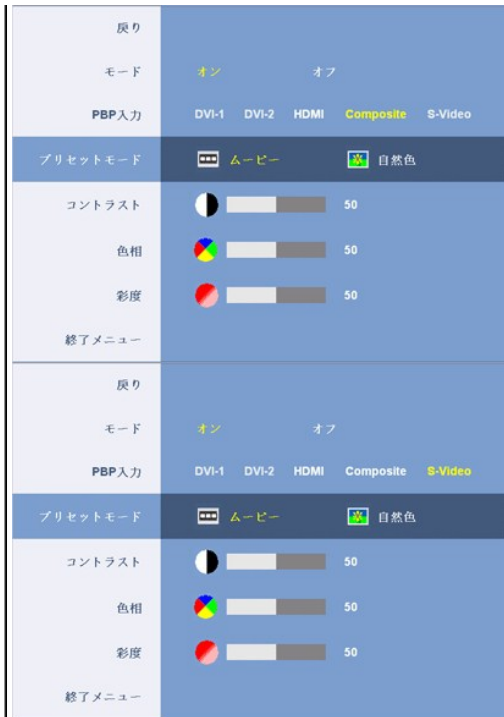 戻り
モード オン オフ
PBP入力 DVI-1 DVI-2 HDMI Composite S-Video
プリセットモード ムービー 自然色
コントラスト 50
色相 50
彩度 50
終了メニュー
戻り
モード オン オフ
PBP入力 DVI-1 DVI-2 HDMI Composite S-Video
プリセットモード ムービー 自然色
コントラスト 50
色相 50
彩度 50
終了メニュー